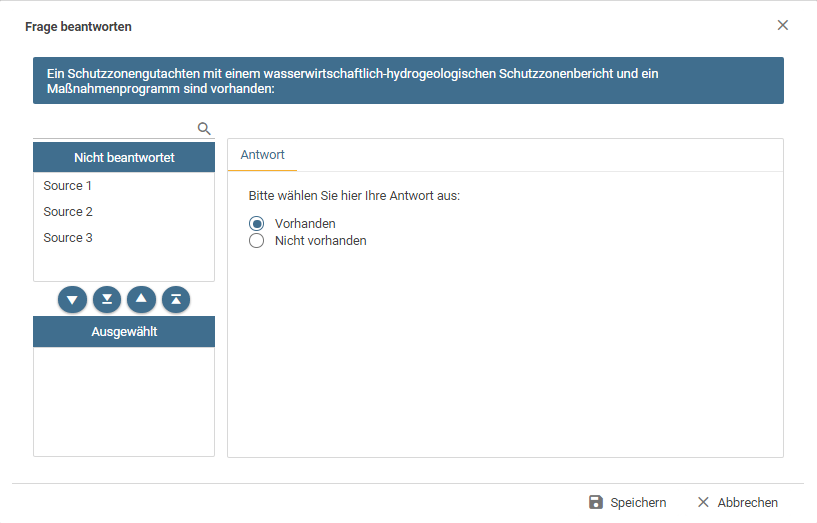 Frage beantworten
Ein Schutzzonengutachten mit einem wasserwirtschaftlich-hydrogeologischen Schutzzonenbericht und ein
Maßnahmenprogramm sind vorhanden:
Nicht beantwortet
Source 1
Source 2
Source 3
Ausgewählt
Antwort
Bitte wählen Sie hier Ihre Antwort aus:
Vorhanden
Nicht vorhanden
Speichern
Abbrechen